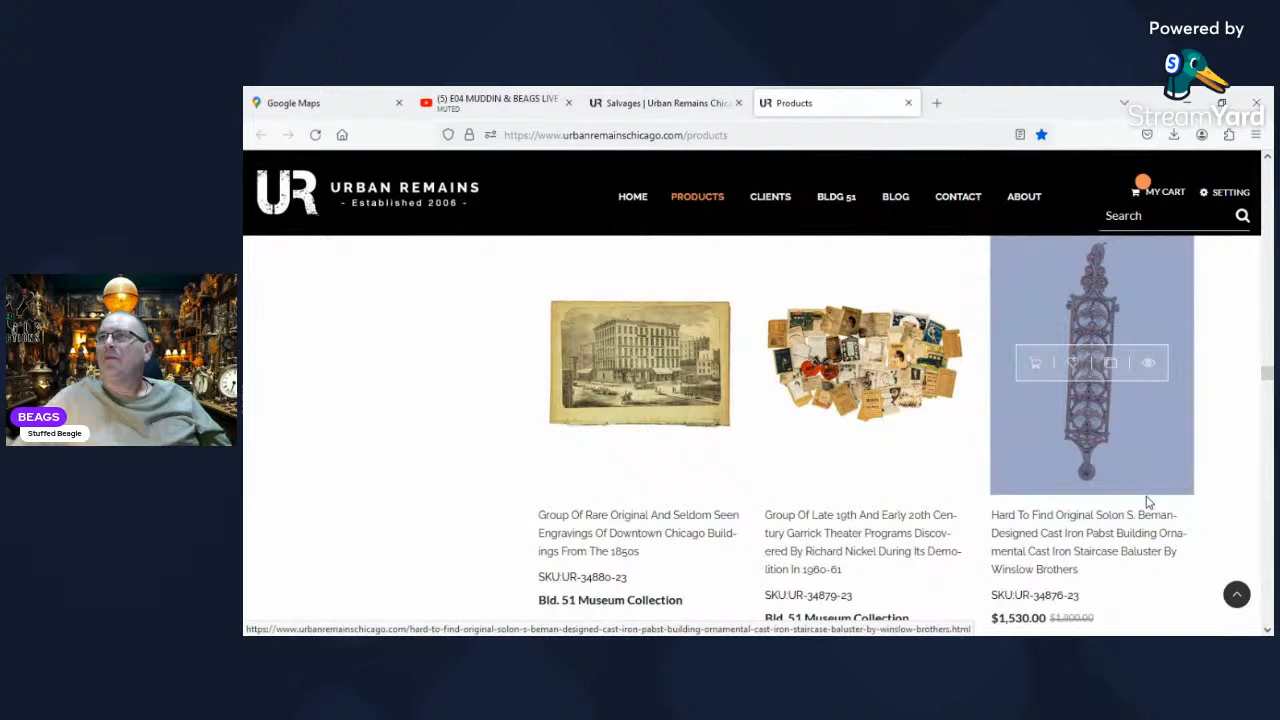 Powered by
StreamYard
Google Maps
(5) E04 MUDDIN & BEAGS LIVE
MUTED
UR Salvages | Urban Remains Chica
UR Products
https://www.urbanremainschicago.com/products
UR
URBAN REMAINS
- Established 2006 -
HOME PRODUCTS CLIENTS BLDG 51 BLOG CONTACT ABOUT
MY CART SETTING
Search
BEAGS
Stuffed Beagle
Group Of Rare Original And Seldom Seen
Engravings Of Downtown Chicago Build-
ings From The 1850s
SKU:UR-34880-23
Bld. 51 Museum Collection
Group Of Late 19th And Early 20th Cen-
tury Garrick Theater Programs Discov-
ered By Richard Nickel During Its Demo-
lition In 1960-61
SKU:UR-34879-23
Bld. 51 Museum Collection
Hard To Find Original Solon S. Beman-
Designed Cast Iron Pabst Building Orna-
mental Cast Iron Staircase Baluster By
Winslow Brothers
SKU:UR-34876-23
$1,530.00 $1,800.00
https://www.urbanremainschicago.com/hard-to-find-original-solon-s-beman-designed-cast-iron-pabst-building-ornamental-cast-iron-staircase-baluster-by-winslow-brothers.html